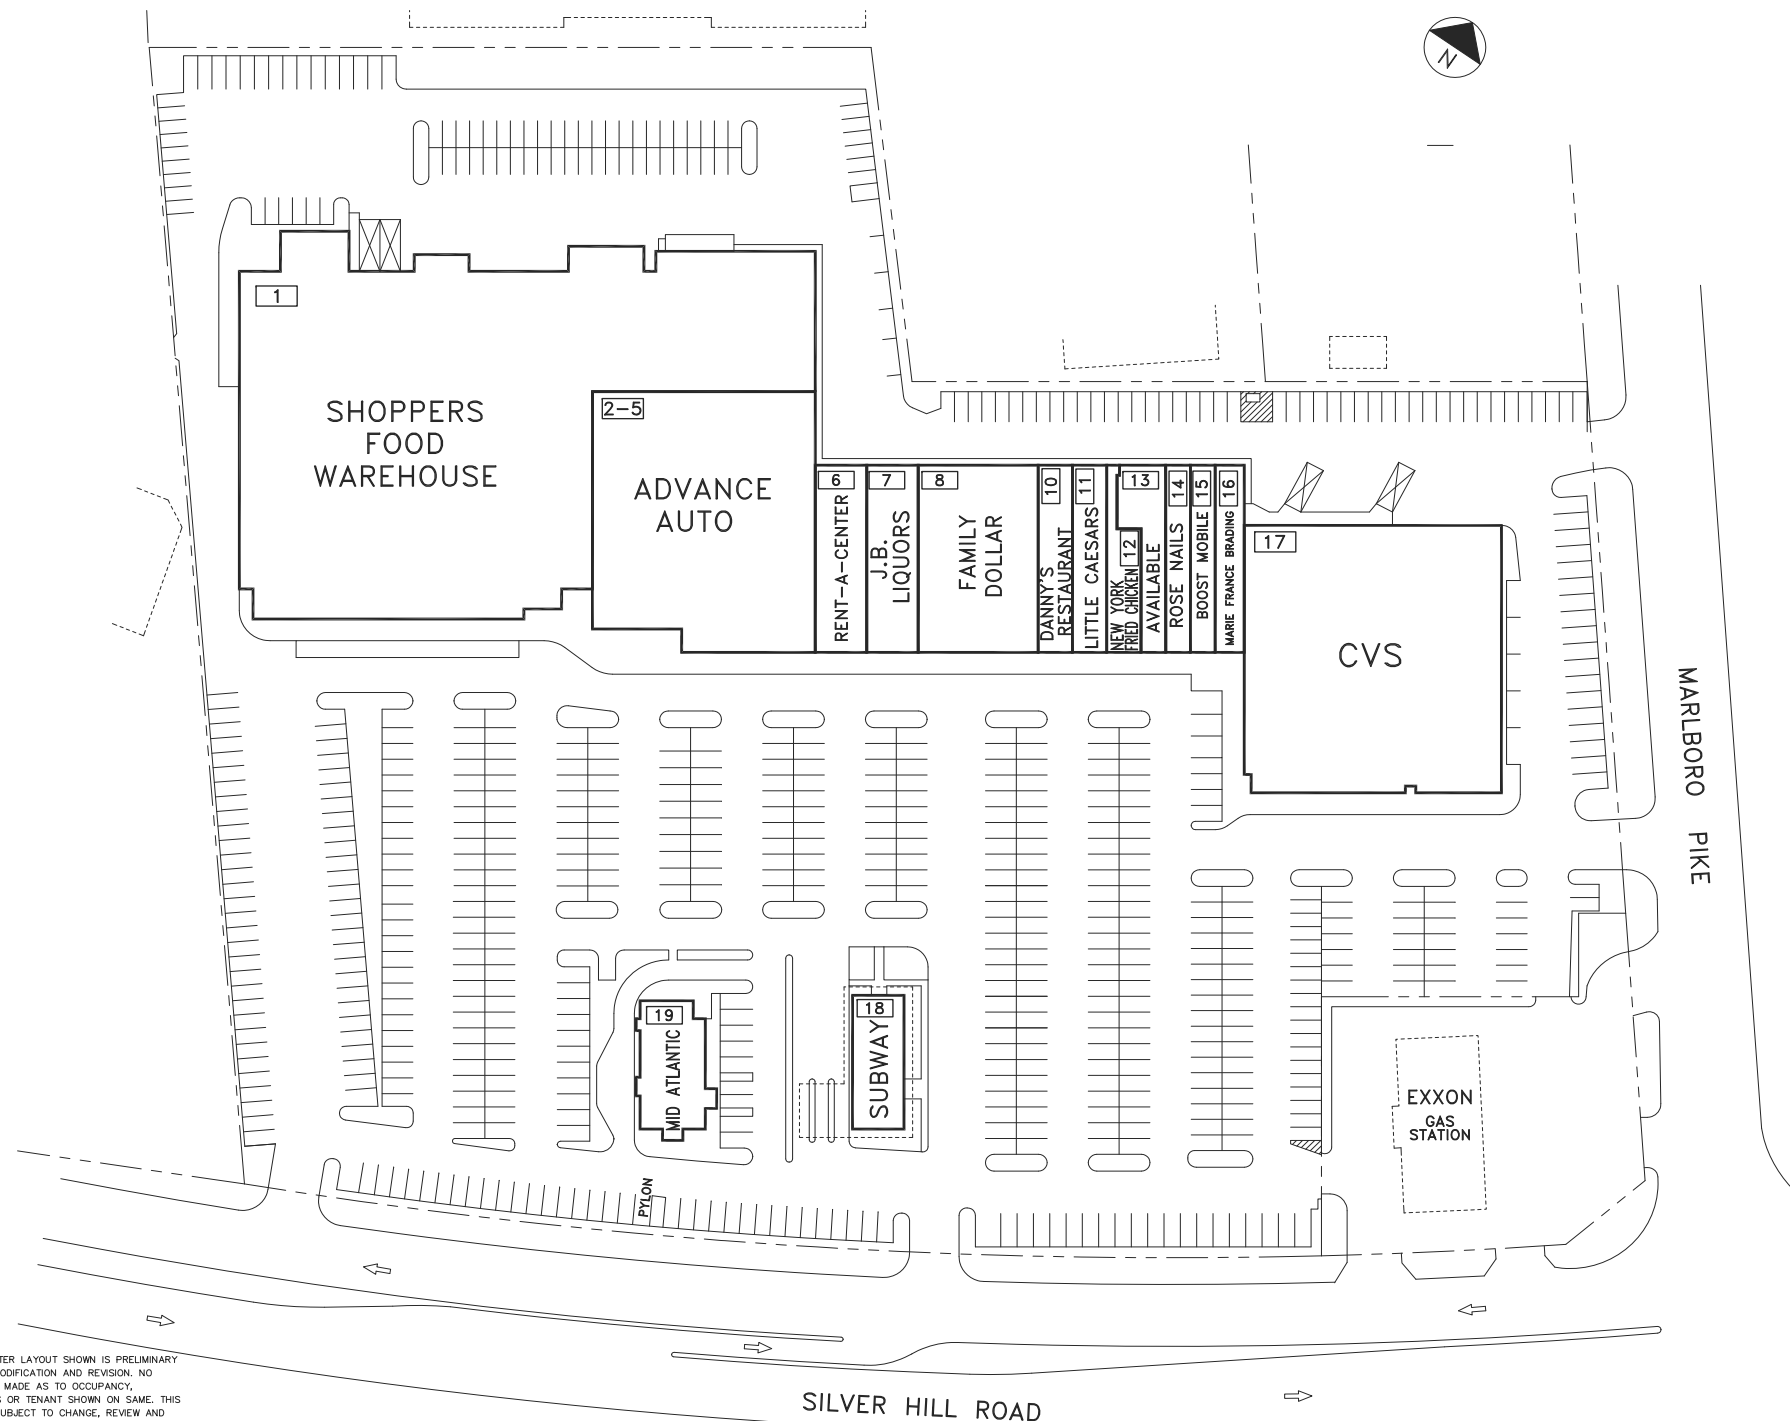 N
1
SHOPPERS
FOOD
WAREHOUSE
2-5
ADVANCE
AUTO
6
RENT-A-CENTER
7
J.B.
LIQUORS
8
FAMILY
DOLLAR
10
DANNY'S
RESTAURANT
11
LITTLE CAESARS
12
NEW YORK
FRIED CHICKEN
13
AVAILABLE
14
ROSE NAILS
15
BOOST MOBILE
16
MARIE FRANCE BRADING
17
CVS
MARLBORO PIKE
18
SUBWAY
19
MID ATLANTIC
EXXON
GAS
STATION
PYLON
SILVER HILL ROAD
TER LAYOUT SHOWN IS PRELIMINARY
ODIFICATION AND REVISION. NO
MADE AS TO OCCUPANCY,
S OR TENANT SHOWN ON SAME. THIS
UBJECT TO CHANGE, REVIEW AND